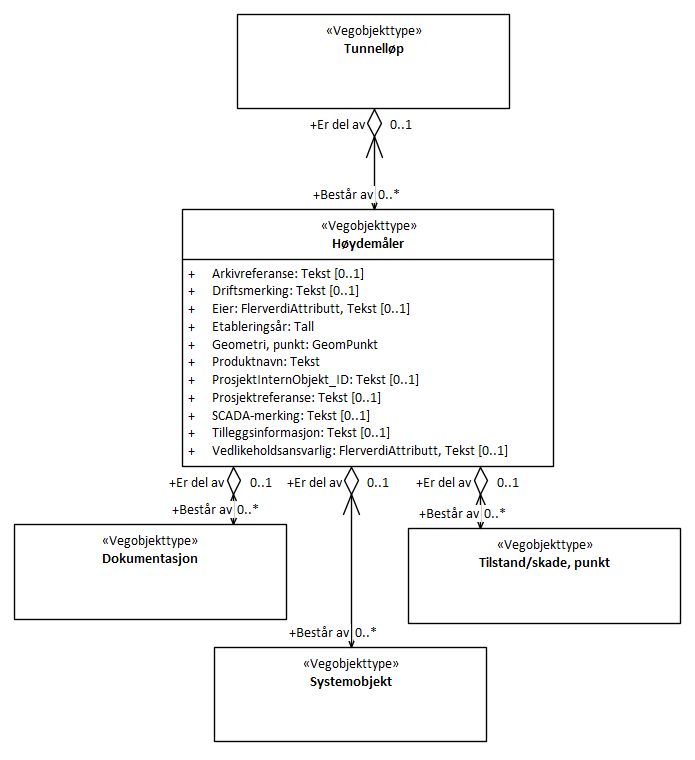 «Vegobjekttype»
Tunnelløp
+Er del av 0..1
+Består av 0..*
«Vegobjekttype»
Høydemåler
+ Arkivreferanse: Tekst [0..1]
+ Driftsmerking: Tekst [0..1]
+ Eier: FlerverdiAttributt, Tekst [0..1]
+ Etableringsår: Tall
+ Geometri, punkt: GeomPunkt
+ Produktnavn: Tekst
+ ProsjektInternObjekt_ID: Tekst [0..1]
+ Prosjektreferanse: Tekst [0..1]
+ SCADA-merking: Tekst [0..1]
+ Tilleggsinformasjon: Tekst [0..1]
+ Vedlikeholdsansvarlig: FlerverdiAttributt, Tekst [0..1]
+Er del av 0..1 +Er del av 0..1 +Er del av 0..1
+Består av 0..* +Består av 0..*
«Vegobjekttype»
Dokumentasjon
«Vegobjekttype»
Tilstand/skade, punkt
+Består av 0..*
«Vegobjekttype»
Systemobjekt